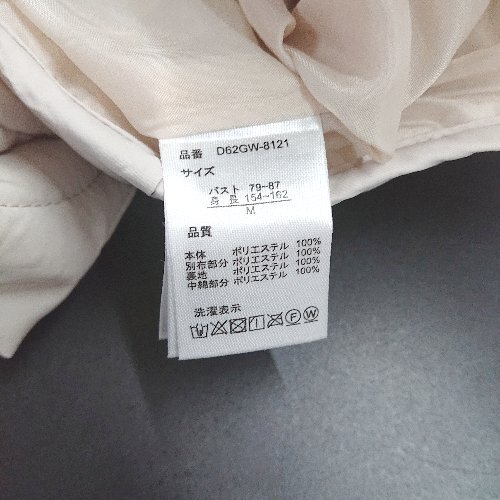 品番 D62GW-8121
サイズ
バスト 79~87
身長 154~162
M
品質
本体 ポリエステル 100%
別布部分 ポリエステル 100%
裏地 ポリエステル 100%
中綿部分 ポリエステル 100%
洗濯表示
F W